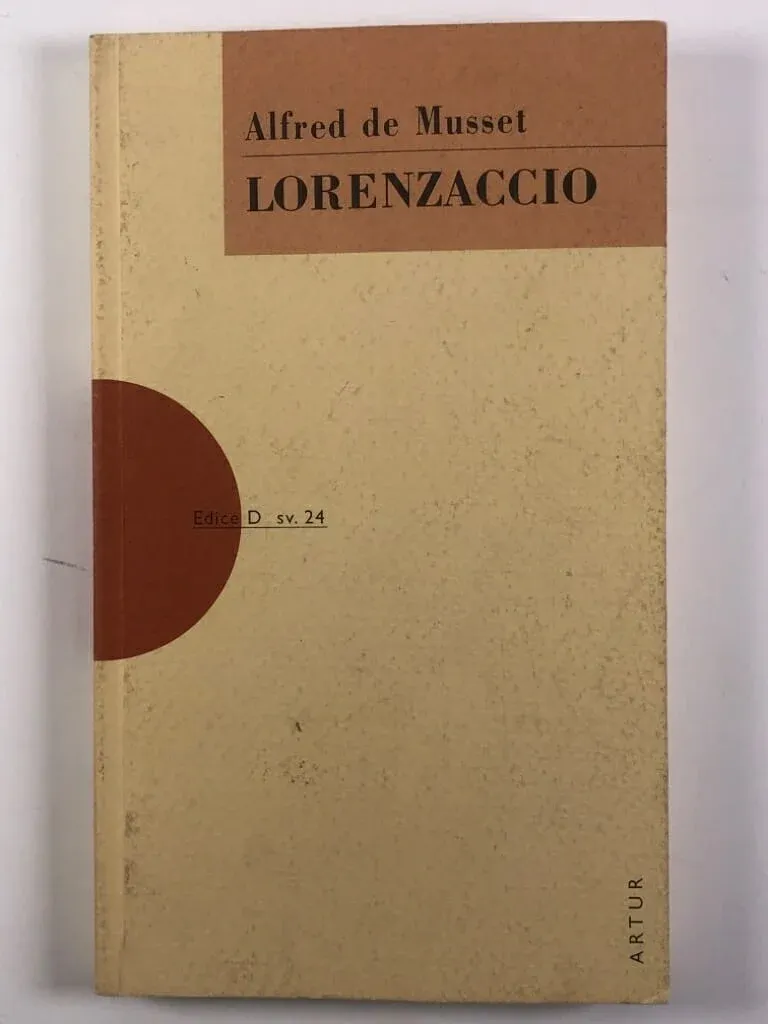 Alfred de Musset
LORENZACCIO
Edice D sv. 24
ARTUR